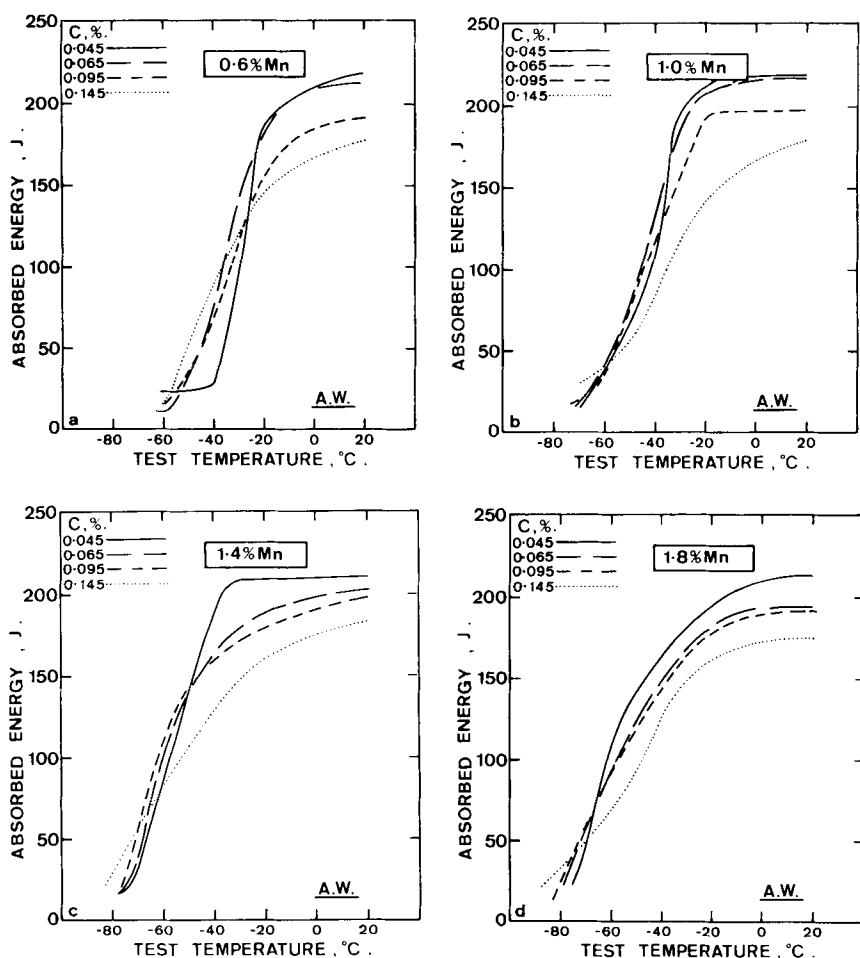 250
C,%.
0·045
0·065
0·095
0·145
0·6%Mn
200
150
100
50
0
ABSORBED ENERGY, J.
a
A.W.
-80 -60 -40 -20 0 20
TEST TEMPERATURE, °C.
250
C,%.
0·045
0·065
0·095
0·145
1·0%Mn
200
150
100
50
0
ABSORBED ENERGY, J.
b
A.W.
-80 -60 -40 -20 0 20
TEST TEMPERATURE, °C.
250
C,%.
0·045
0·065
0·095
0·145
1·4%Mn
200
150
100
50
0
ABSORBED ENERGY, J.
c
A.W.
-80 -60 -40 -20 0 20
TEST TEMPERATURE, °C.
250
C,%.
0·045
0·065
0·095
0·145
1·8%Mn
200
150
100
50
0
ABSORBED ENERGY, J.
d
A.W.
-80 -60 -40 -20 0 20
TEST TEMPERATURE, °C.